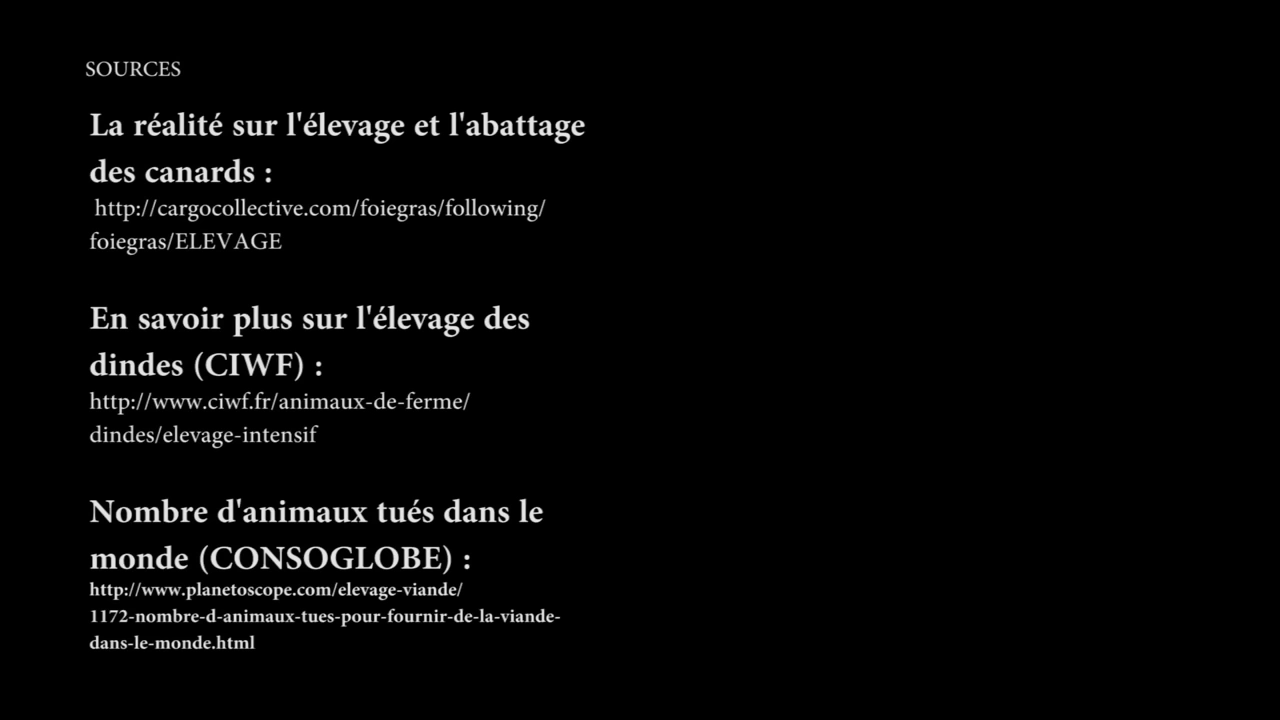 SOURCES
La réalité sur l'élevage et l'abattage
des canards :
http://cargocollective.com/foiegras/following/
foiegras/ELEVAGE
En savoir plus sur l'élevage des
dindes (CIWF) :
http://www.ciwf.fr/animaux-de-ferme/
dindes/elevage-intensif
Nombre d'animaux tués dans le
monde (CONSOGLOBE) :
http://www.planetoscope.com/elevage-viande/
1172-nombre-d-animaux-tues-pour-fournir-de-la-viande-
dans-le-monde.html